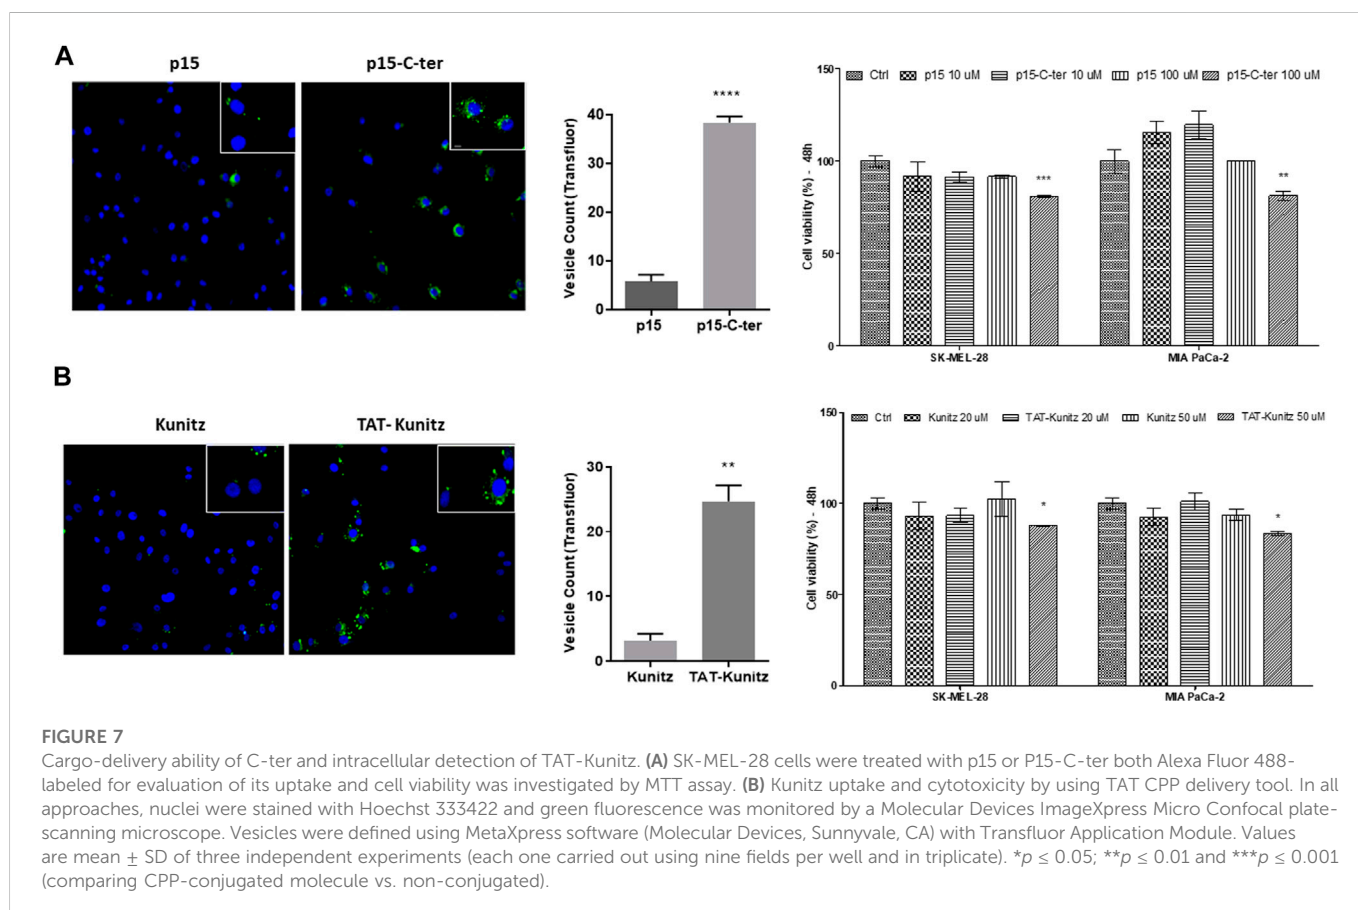 A
p15
p15-C-ter
Vesicle Count (Transfluor)
40
30
20
10
0
****
p15
p15-C-ter
Cell viability (%) - 48h
150
100
50
0
Ctrl
p15 10 uM
p15-C-ter 10 uM
p15 100 uM
p15-C-ter 100 uM
***
**
SK-MEL-28
MIA PaCa-2
B
Kunitz
TAT- Kunitz
Vesicle Count (Transfluor)
30
20
10
0
**
Kunitz
TAT-Kunitz
Cell viability (%) - 48h
150
100
50
0
Ctrl
Kunitz 20 uM
TAT-Kunitz 20 uM
Kunitz 50 uM
TAT-Kunitz 50 uM
*
*
SK-MEL-28
MIA PaCa-2
FIGURE 7
Cargo-delivery ability of C-ter and intracellular detection of TAT-Kunitz. (A) SK-MEL-28 cells were treated with p15 or P15-C-ter both Alexa Fluor 488-
labeled for evaluation of its uptake and cell viability was investigated by MTT assay. (B) Kunitz uptake and cytotoxicity by using TAT CPP delivery tool. In all
approaches, nuclei were stained with Hoechst 333422 and green fluorescence was monitored by a Molecular Devices ImageXpress Micro Confocal plate-
scanning microscope. Vesicles were defined using MetaXpress software (Molecular Devices, Sunnyvale, CA) with Transfluor Application Module. Values
are mean ± SD of three independent experiments (each one carried out using nine fields per well and in triplicate). *p ≤ 0.05; **p ≤ 0.01 and ***p ≤ 0.001
(comparing CPP-conjugated molecule vs. non-conjugated).